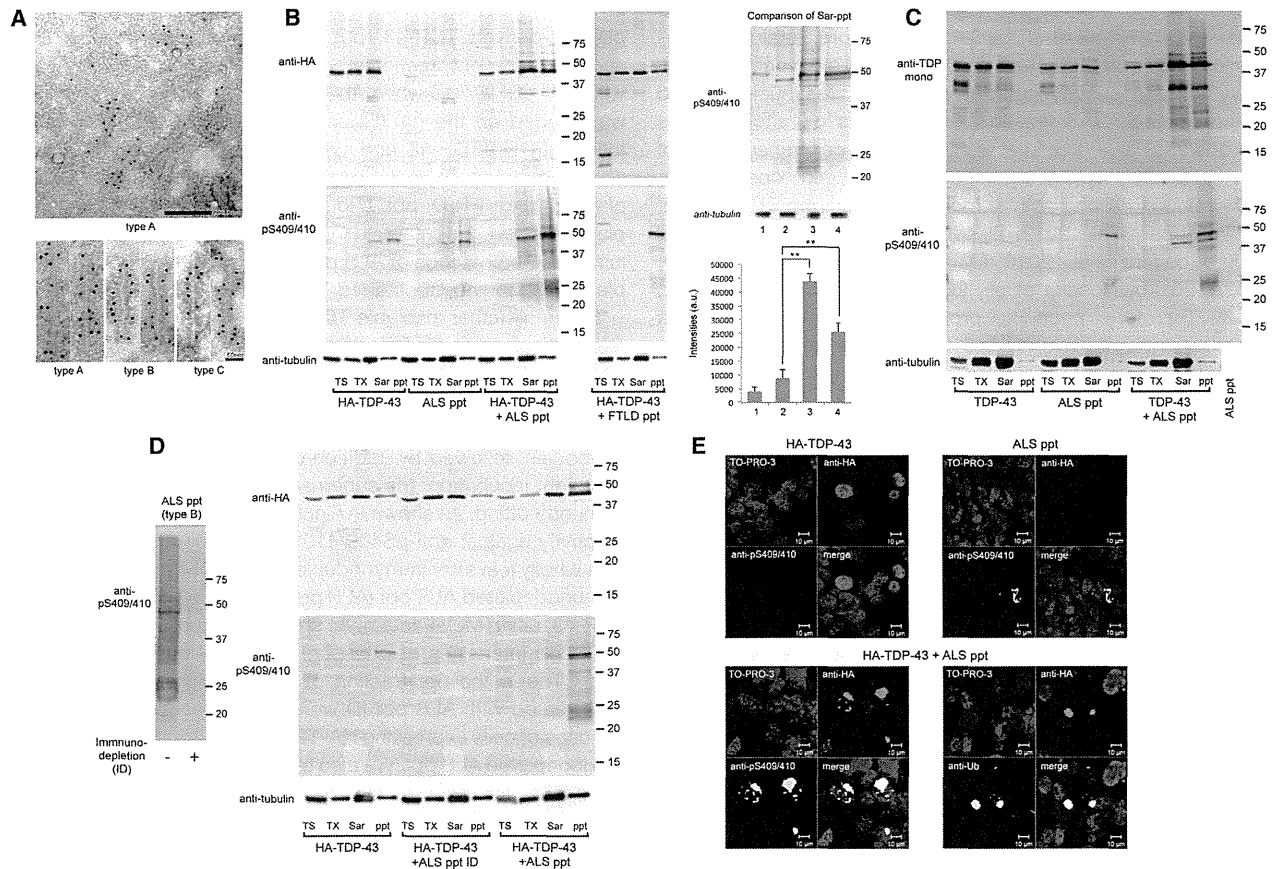 A
type A
type A type B type C
B
anti-HA
75
50
37
25
20
15
anti-pS409/410
75
50
37
25
20
15
anti-tubulin
TS TX Sar ppt TS TX Sar ppt TS TX Sar ppt
HA-TDP-43 ALS ppt HA-TDP-43 + ALS ppt
TS TX Sar ppt
HA-TDP-43 + FTLD ppt
Comparison of Sar-ppt
anti-pS409/410
75
50
37
25
20
anti-tubulin
1 2 3 4
**
**
Intensities (a.u.)
50000
45000
40000
35000
30000
25000
20000
15000
10000
5000
0
1 2 3 4
C
anti-TDP mono
75
50
37
25
20
15
anti-pS409/410
75
50
37
25
20
15
anti-tubulin
TS TX Sar ppt TS TX Sar ppt TS TX Sar ppt
TDP-43 ALS ppt TDP-43 + ALS ppt
ALS ppt
D
ALS ppt (type B)
anti-pS409/410
75
50
37
25
20
Immnuno-depletion (ID)
- +
anti-HA
75
50
37
25
20
15
anti-pS409/410
75
50
37
25
20
15
anti-tubulin
TS TX Sar ppt TS TX Sar ppt TS TX Sar ppt
HA-TDP-43 HA-TDP-43 +ALS ppt ID HA-TDP-43 +ALS ppt
E
HA-TDP-43
TO-PRO-3 anti-HA
10 µm 10 µm
anti-pS409/410 merge
10 µm 10 µm
ALS ppt
TO-PRO-3 anti-HA
10 µm 10 µm
anti-pS409/410 merge
10 µm 10 µm
HA-TDP-43 + ALS ppt
TO-PRO-3 anti-HA
10 µm 10 µm
anti-pS409/410 merge
10 µm 10 µm
TO-PRO-3 anti-HA
10 µm 10 µm
anti-Ub merge
10 µm 10 µm